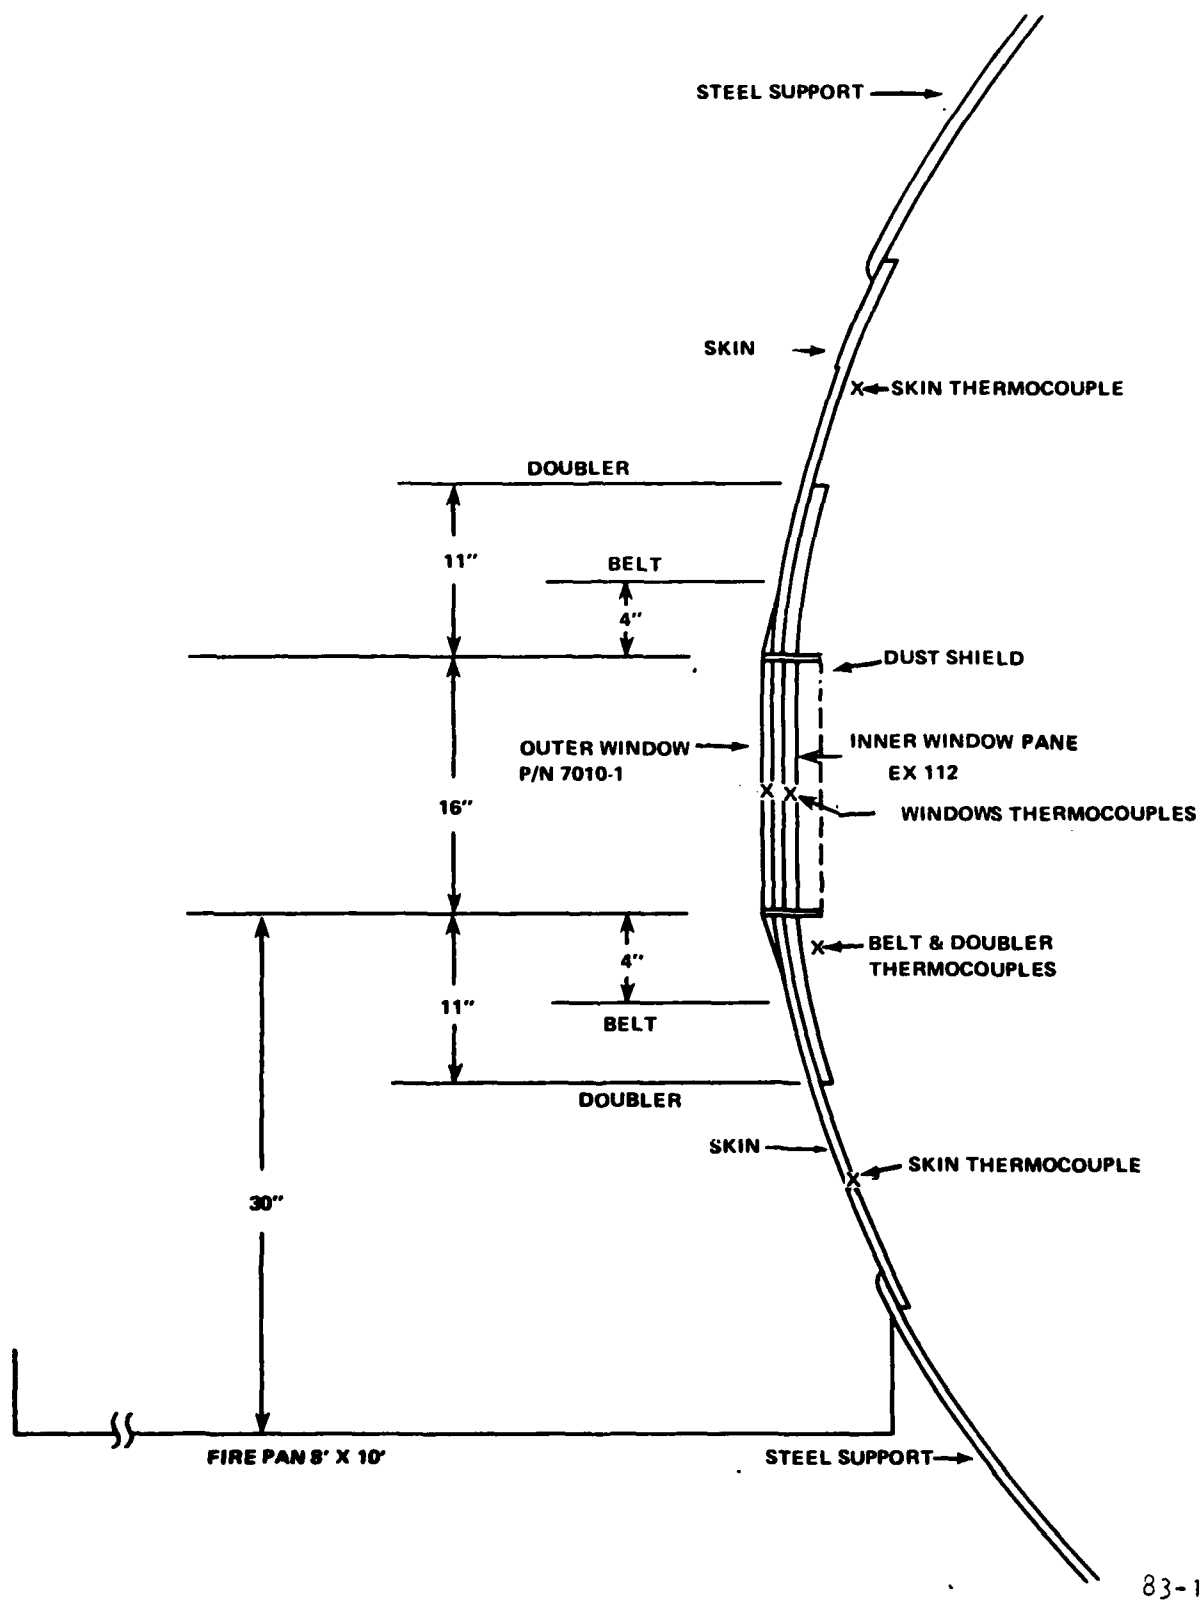 STEEL SUPPORT
SKIN
SKIN THERMOCOUPLE
DOUBLER
11"
BELT
4"
DUST SHIELD
OUTER WINDOW
P/N 7010-1
INNER WINDOW PANE
EX 112
16"
WINDOWS THERMOCOUPLES
BELT & DOUBLER
THERMOCOUPLES
4"
11"
BELT
DOUBLER
SKIN
SKIN THERMOCOUPLE
30"
FIRE PAN 8' X 10'
STEEL SUPPORT
83-1